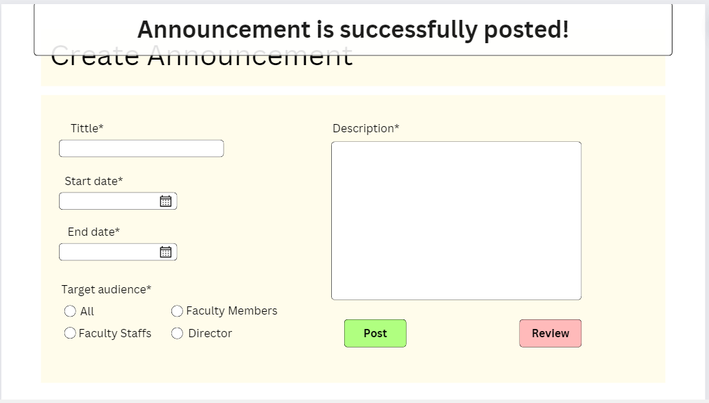 Announcement is successfully posted!
Create Announcement
Tittle*
Description*
Start date*
End date*
Target audience*
All
Faculty Members
Faculty Staffs
Director
Post
Review